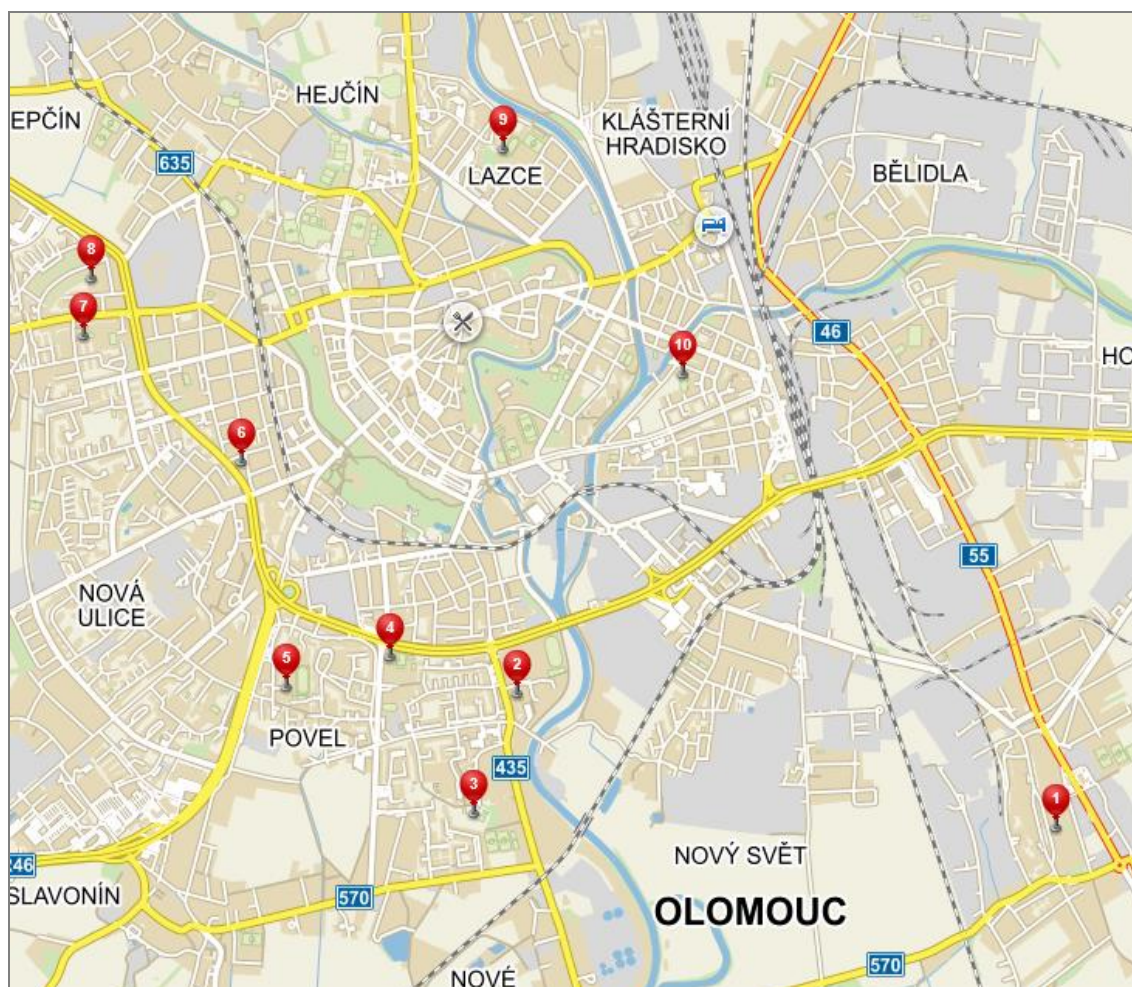 HEJČÍN
EPČÍN
9
KLÁŠTERNÍ
HRADISKO
635
LAZCE
BĚLIDLA
8
7
46
10
HO
6
55
NOVÁ
ULICE
4
5
2
POVEL
435
3
1
246
NOVÝ SVĚT
SLAVONÍN
570
OLOMOUC
570
NOVÉ